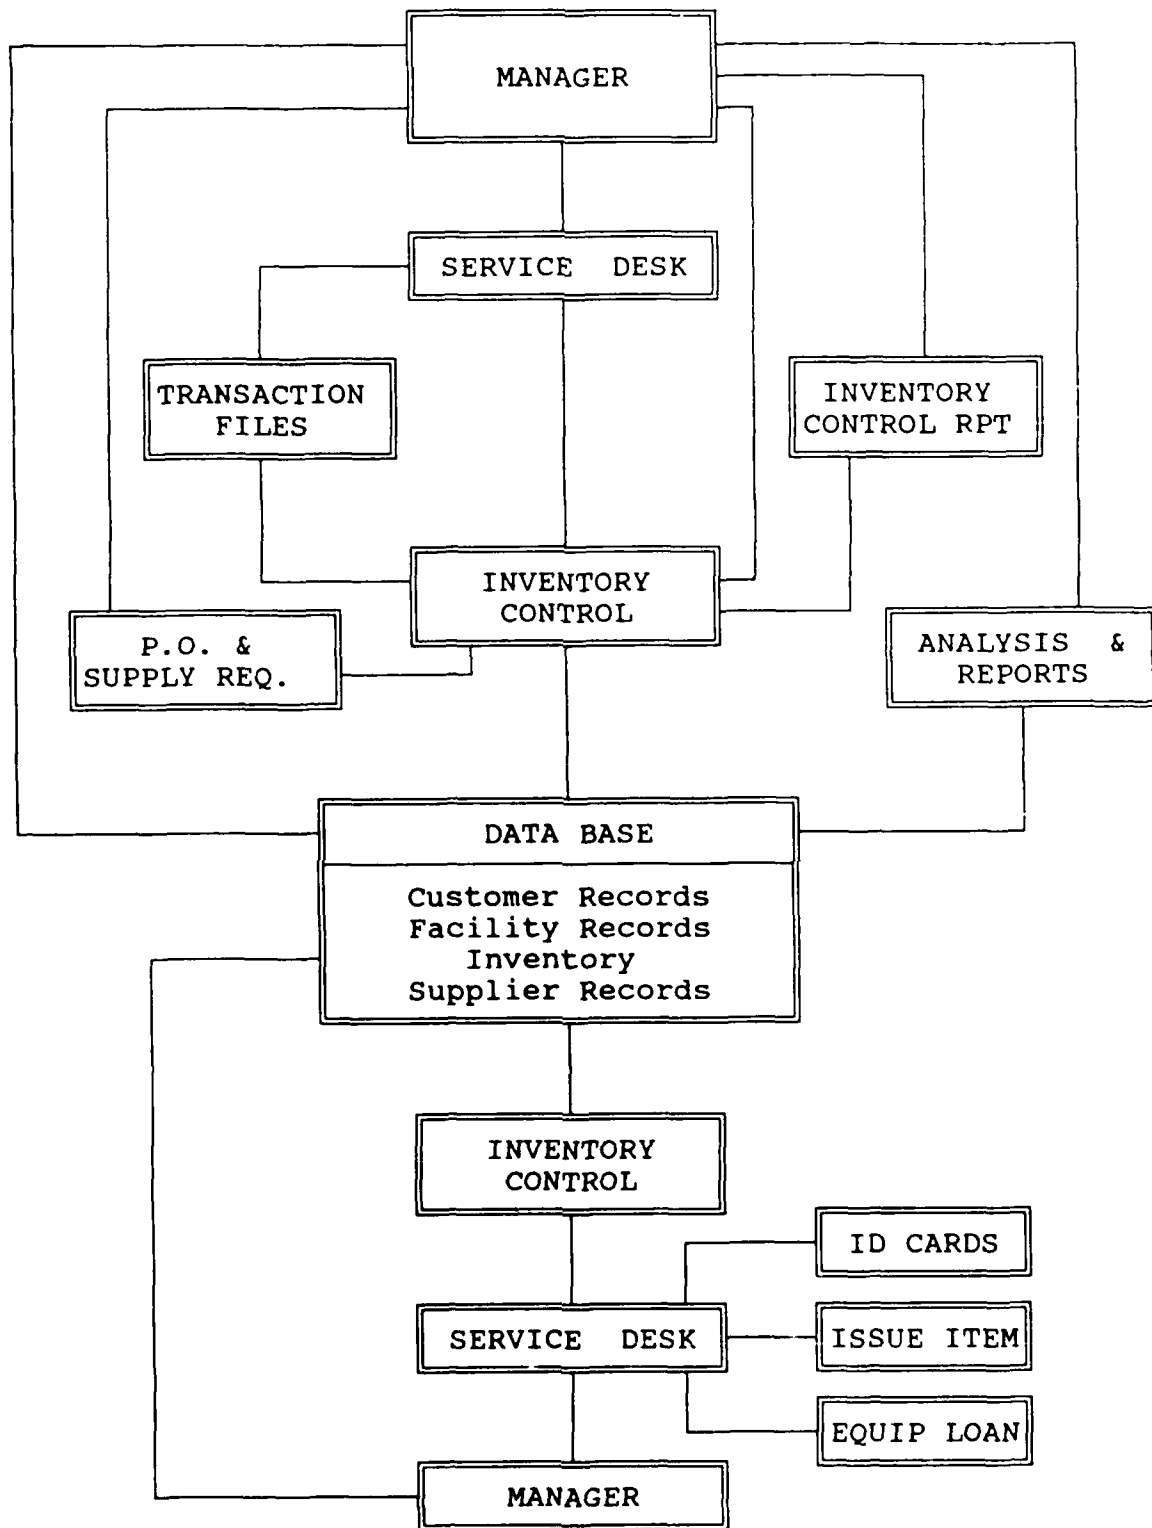 MANAGER
SERVICE DESK
TRANSACTION
FILES
INVENTORY
CONTROL RPT
INVENTORY
CONTROL
P.O. &
SUPPLY REQ.
ANALYSIS &
REPORTS
DATA BASE
Customer Records
Facility Records
Inventory
Supplier Records
INVENTORY
CONTROL
ID CARDS
SERVICE DESK
ISSUE ITEM
EQUIP LOAN
MANAGER